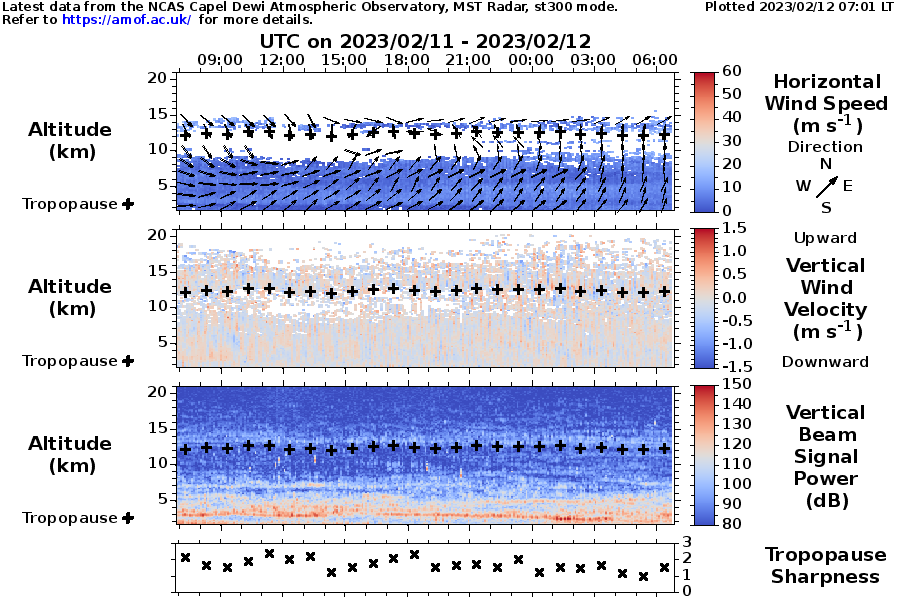 Latest data from the NCAS Capel Dewi Atmospheric Observatory, MST Radar, st300 mode.
Plotted 2023/02/12 07:01 LT
Refer to https://amof.ac.uk/ for more details.
UTC on 2023/02/11 - 2023/02/12
09:00 12:00 15:00 18:00 21:00 00:00 03:00 06:00
20
15
10
5
Altitude
(km)
Tropopause
60
50
40
30
20
10
0
Horizontal
Wind Speed
(m s-1)
Direction
N
W E
S
20
15
10
5
Altitude
(km)
Tropopause
1.5
1.0
0.5
0.0
-0.5
-1.0
-1.5
Upward
Vertical
Wind
Velocity
(m s-1)
Downward
20
15
10
5
Altitude
(km)
Tropopause
150
140
130
120
110
100
90
80
Vertical
Beam
Signal
Power
(dB)
3
2
1
0
Tropopause
Sharpness